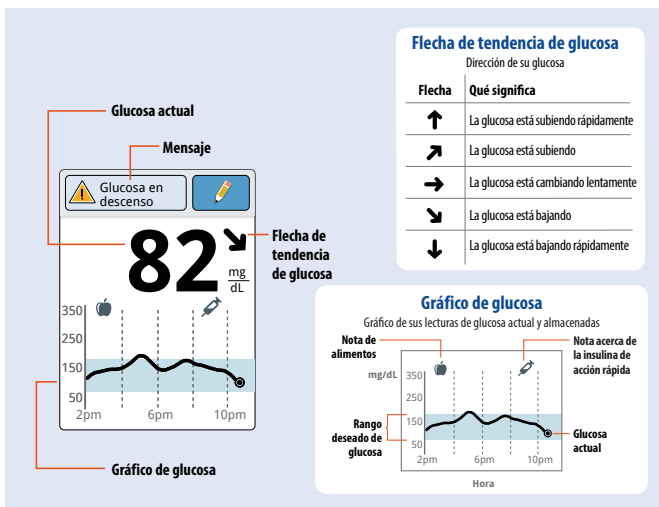 Glucosa actual
Mensaje
Glucosa en
descenso
82
mg
dL
Flecha de
tendencia
de glucosa
350
250
150
50
2pm
6pm
10pm
Gráfico de glucosa
Flecha de tendencia de glucosa
Dirección de su glucosa
Flecha
Qué significa
La glucosa está subiendo rápidamente
La glucosa está subiendo
La glucosa está cambiando lentamente
La glucosa está bajando
La glucosa está bajando rápidamente
Gráfico de glucosa
Gráfico de sus lecturas de glucosa actual y almacenadas
Nota de
alimentos
Nota acerca de
la insulina de
acción rápida
mg/dL
350
250
150
50
Rango
deseado de
glucosa
Glucosa
actual
2pm
6pm
10pm
Hora